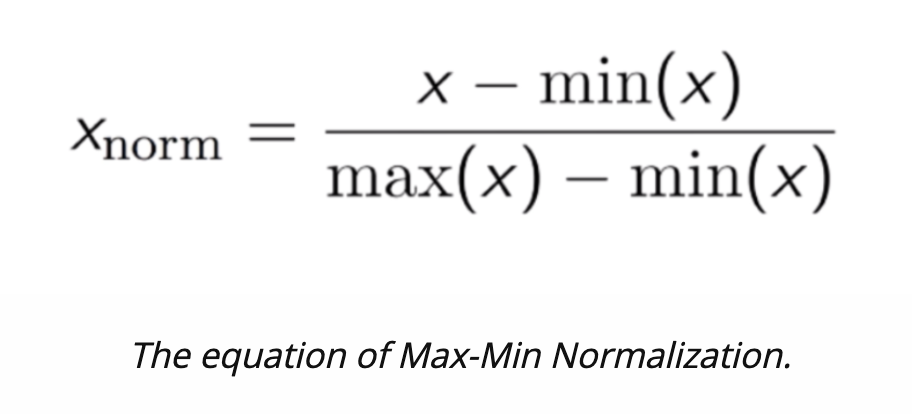 x_norm = (x − min(x)) / (max(x) − min(x))
The equation of Max-Min Normalization.